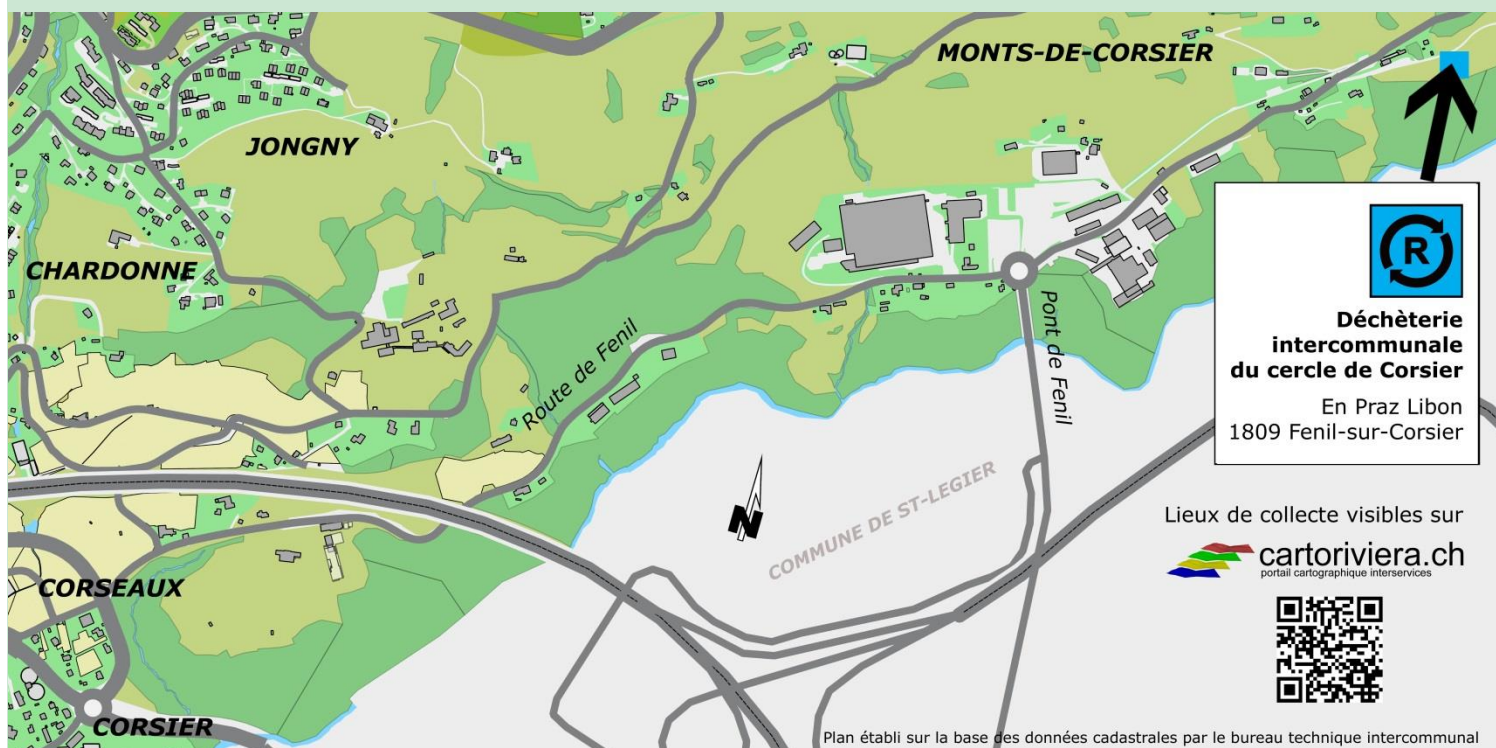 MONTS-DE-CORSIER
JONGNY
CHARDONNE
Route de Fenil
Pont de Fenil
R
Déchèterie
intercommunale
du cercle de Corsier
En Praz Libon
1809 Fenil-sur-Corsier
N
COMMUNE DE ST-LEGIER
Lieux de collecte visibles sur
cartoriviera.ch
portail cartographique interservices
CORSEAUX
CORSIER
Plan établi sur la base des données cadastrales par le bureau technique intercommunal